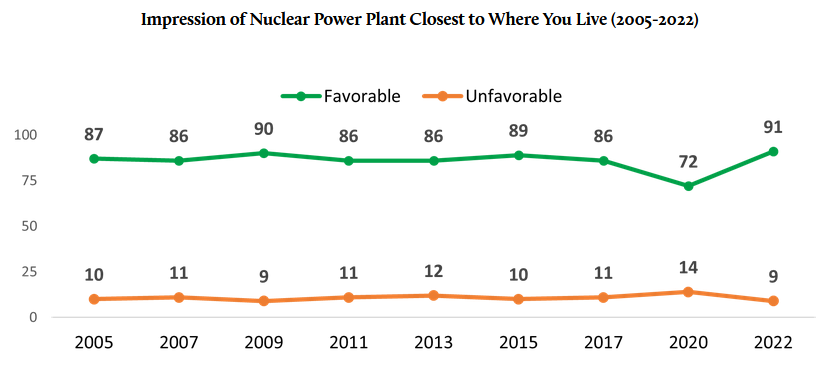 Impression of Nuclear Power Plant Closest to Where You Live (2005-2022)
Favorable Unfavorable
87 86 90 86 86 89 86 72 91
100
75
50
25
10 11 9 11 12 10 11 14 9
0
2005 2007 2009 2011 2013 2015 2017 2020 2022